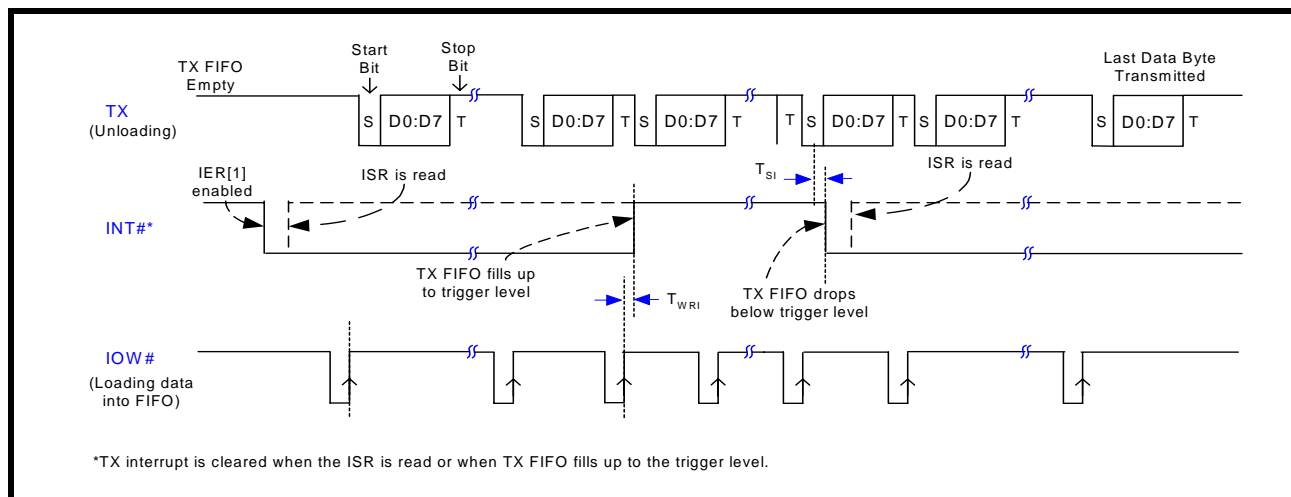 Start
Bit
Stop
Bit
TX FIFO
Empty
Last Data Byte
Transmitted
TX
(Unloading)
S D0:D7 T S D0:D7 T S D0:D7 T T S D0:D7 T S D0:D7 T S D0:D7 T
IER[1]
enabled
ISR is read
TSI
ISR is read
INT#*
TX FIFO fills up
to trigger level
TWRI
TX FIFO drops
below trigger level
IOW#
(Loading data
into FIFO)
*TX interrupt is cleared when the ISR is read or when TX FIFO fills up to the trigger level.